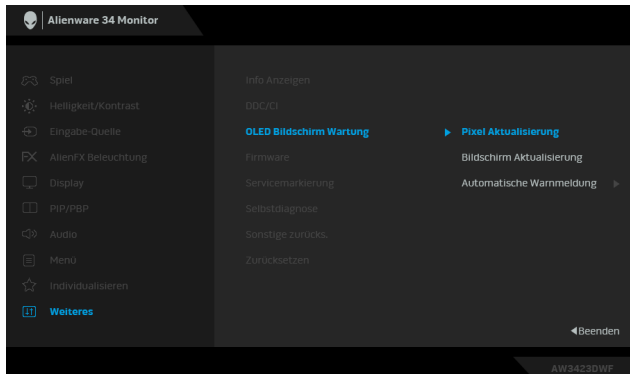 Alienware 34 Monitor
Spiel
Helligkeit/Kontrast
Eingabe-Quelle
AlienFX Beleuchtung
Display
PIP/PBP
Audio
Menü
Individualisieren
Weiteres
Info Anzeigen
DDC/CI
OLED Bildschirm Wartung
Firmware
Servicemarkierung
Selbstdiagnose
Sonstige zurücks.
Zurücksetzen
Pixel Aktualisierung
Bildschirm Aktualisierung
Automatische Warnmeldung
Beenden
AW3423DWF